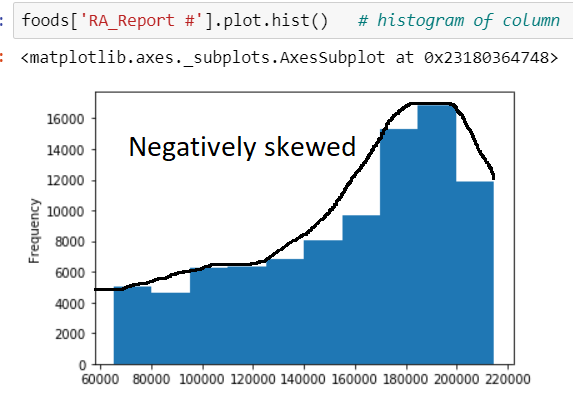 foods['RA_Report #'].plot.hist()   # histogram of column
<matplotlib.axes._subplots.AxesSubplot at 0x23180364748>
Negatively skewed
Frequency
16000
14000
12000
10000
8000
6000
4000
2000
0
60000 80000 100000 120000 140000 160000 180000 200000 220000